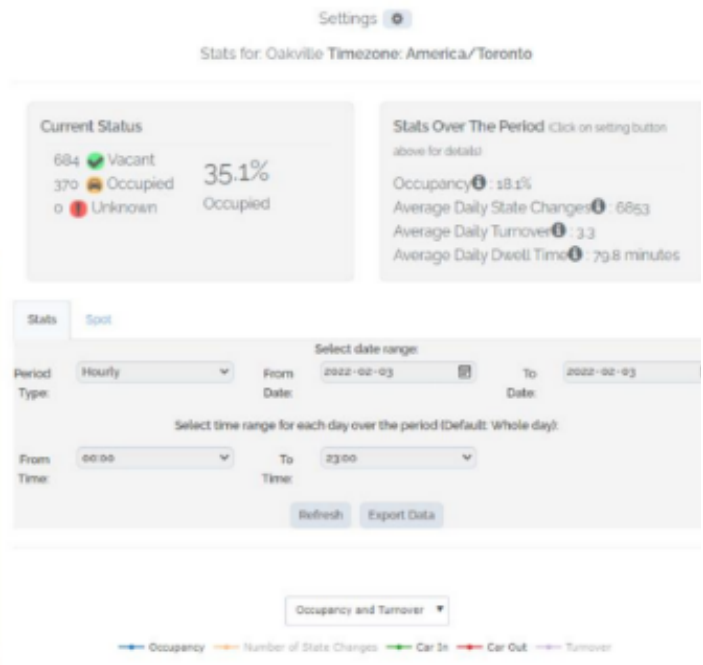 Settings
Stats for: Oakville Timezone: America/Toronto
Current Status
684 Vacant
370 Occupied
0 Unknown
35.1%
Occupied
Stats Over The Period (Click on setting button
above for details)
Occupancy : 18.1%
Average Daily State Changes : 6853
Average Daily Turnover : 3.3
Average Daily Dwell Time : 79.8 minutes
Stats Spot
Select date range:
Period Type: Hourly From Date: 2022-02-03 To Date: 2022-02-03
Select time range for each day over the period (Default: Whole day):
From Time: 00:00 To Time: 23:00
Refresh Export Data
Occupancy and Turnover
Occupancy Number of State Changes Car In Car Out Turnover